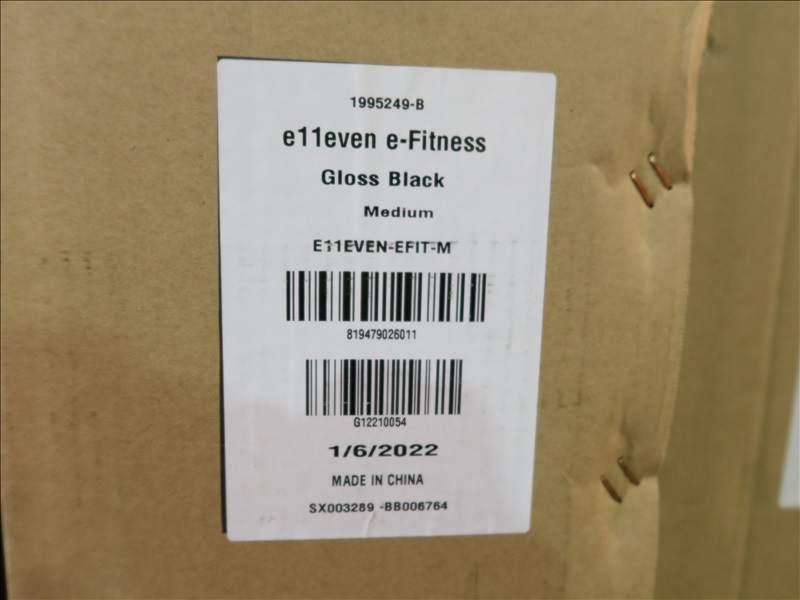 1995249-B
e11even e-Fitness
Gloss Black
Medium
E11EVEN-EFIT-M
819479026011
G12210054
1/6/2022
MADE IN CHINA
SX003289 -BB006764